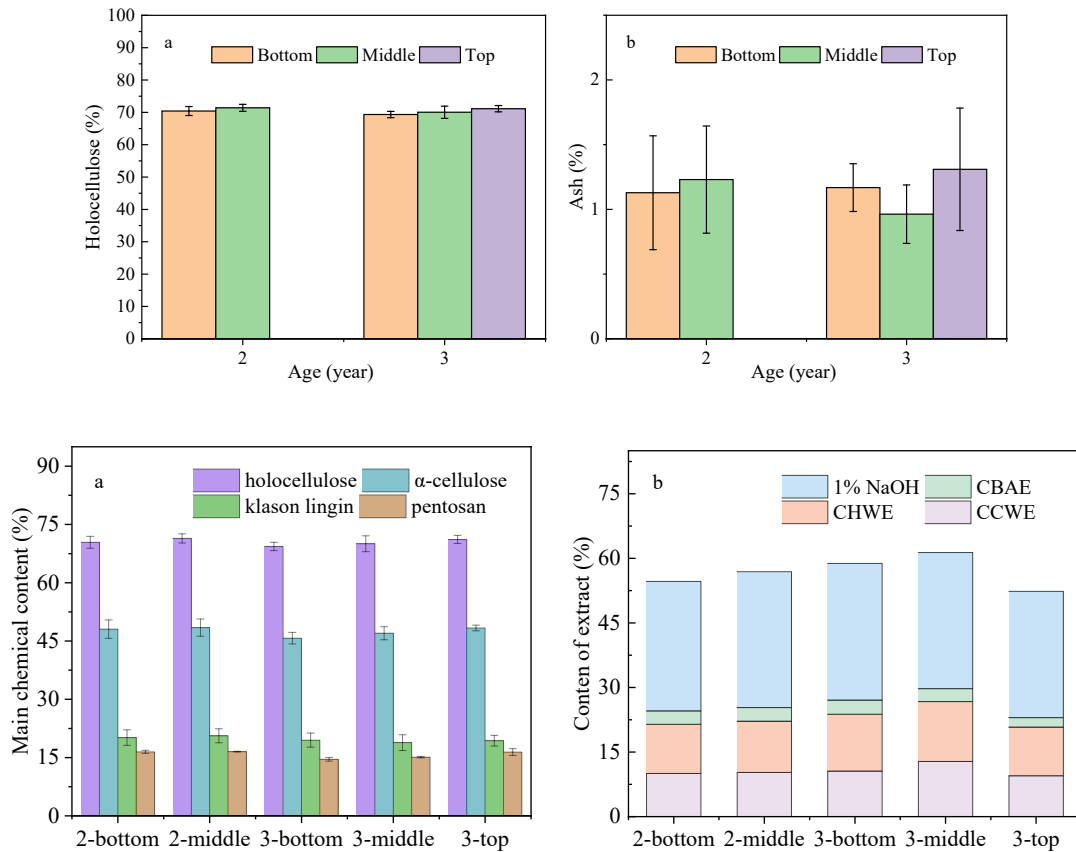 a
Bottom Middle Top
100
90
80
70
60
50
40
30
20
10
0
Holocellulose (%)
2 3
Age (year)
b
Bottom Middle Top
2
1
0
Ash (%)
2 3
Age (year)
a
holocellulose α-cellulose
klason lingin pentosan
90
75
60
45
30
15
0
Main chemical content (%)
2-bottom 2-middle 3-bottom 3-middle 3-top
b
1% NaOH CBAE
CHWE CCWE
75
60
45
30
15
0
Conten of extract (%)
2-bottom 2-middle 3-bottom 3-middle 3-top